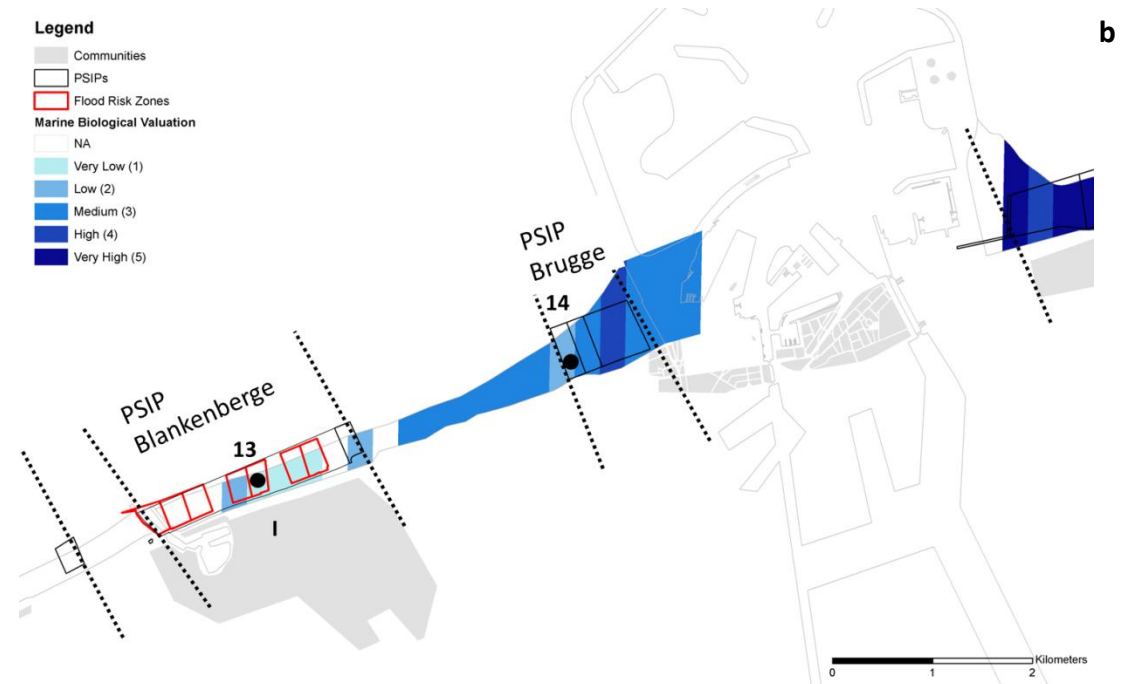 Legend
Communities
PSIPs
Flood Risk Zones
Marine Biological Valuation
NA
Very Low (1)
Low (2)
Medium (3)
High (4)
Very High (5)
b
PSIP
Brugge
14
PSIP
Blankenberge
13
I
Kilometers
0 1 2